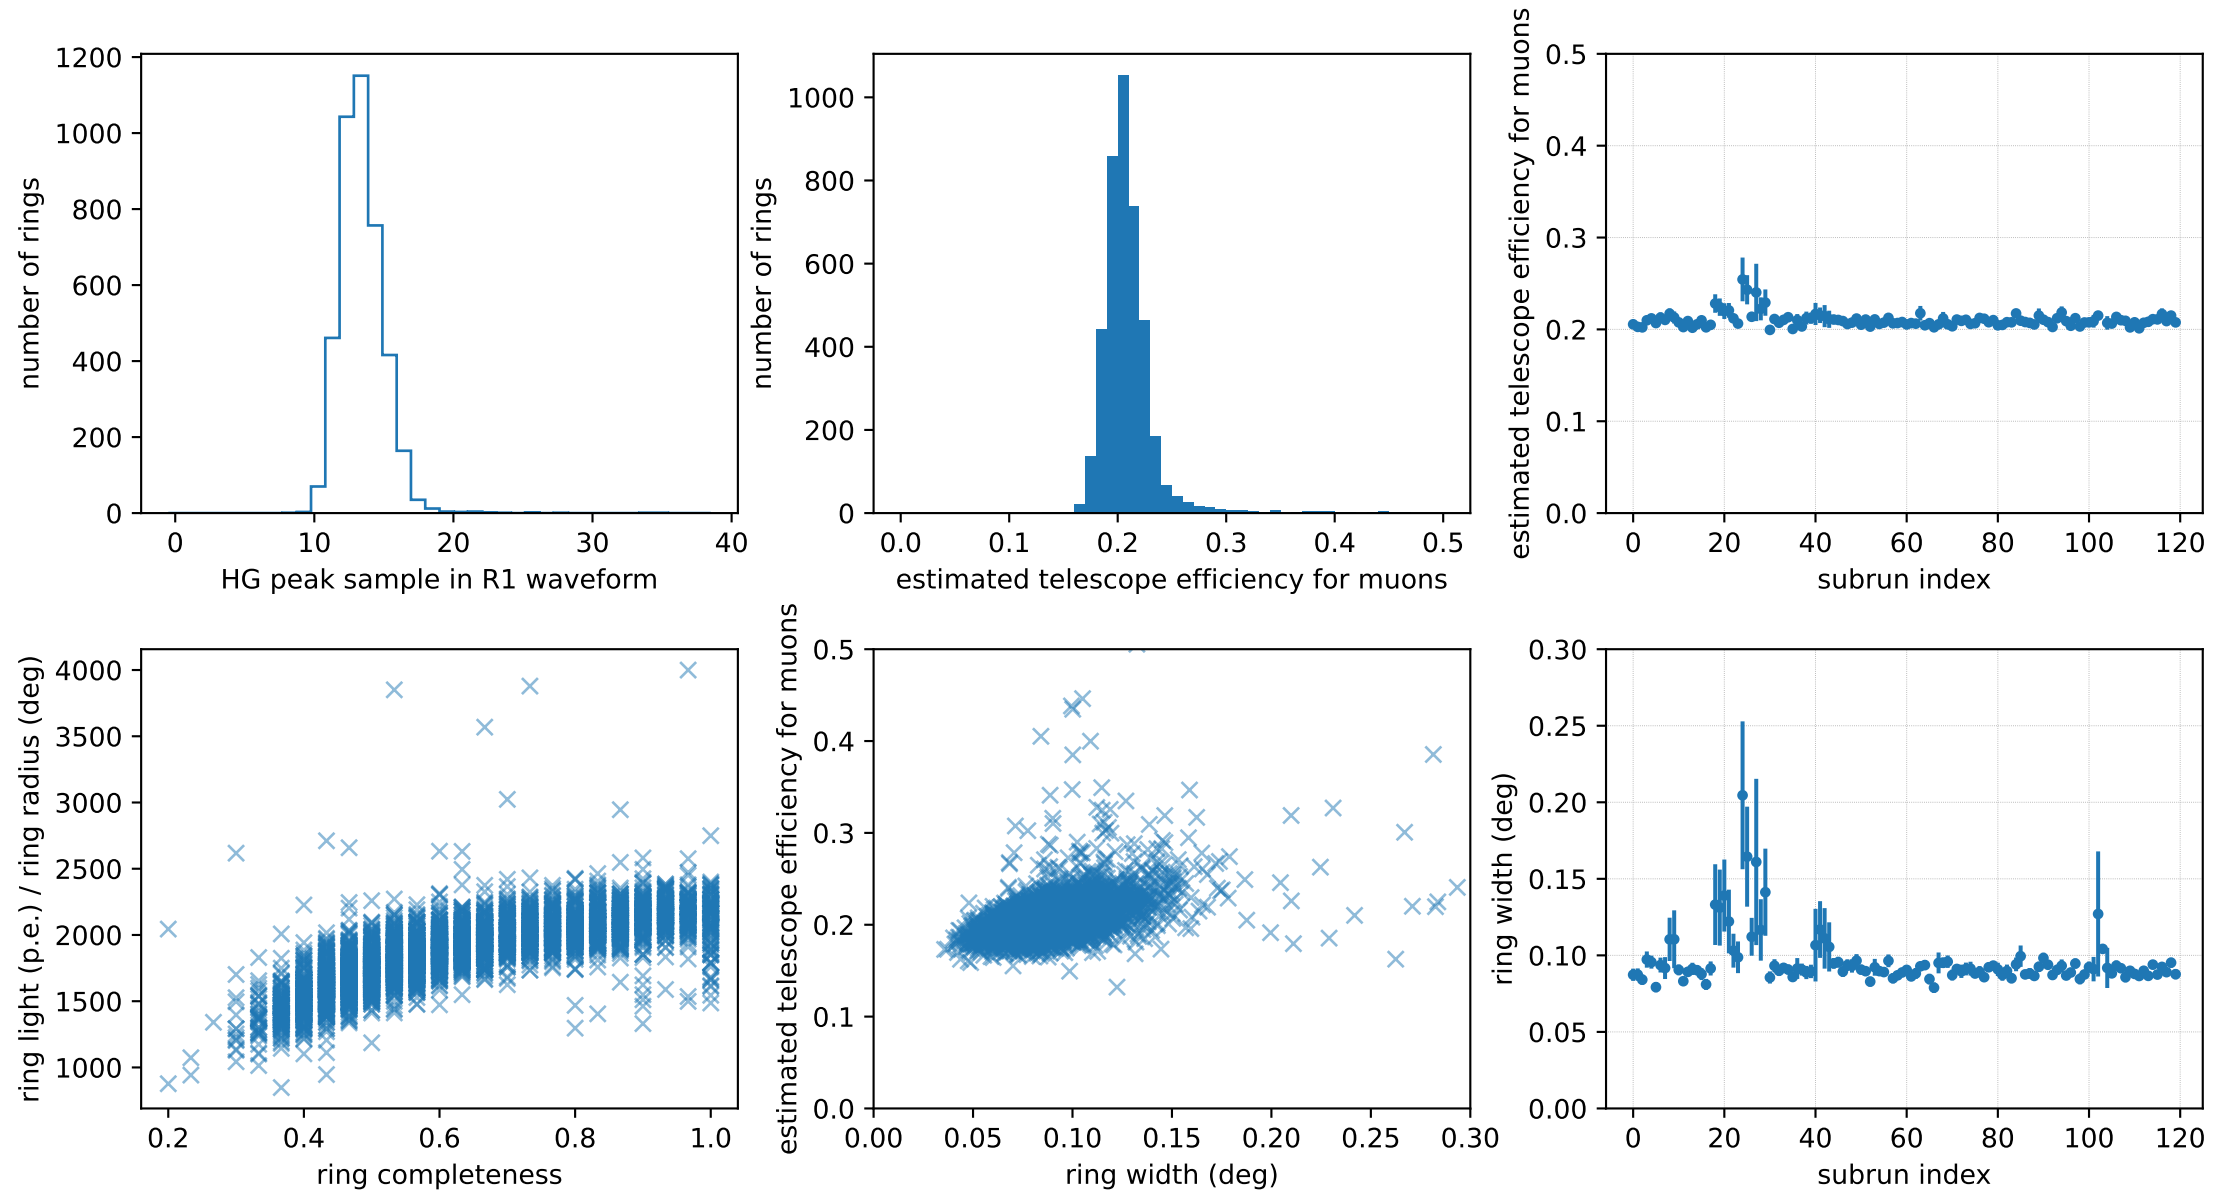 1200
1000
800
600
400
200
0
number of rings
0 10 20 30 40
HG peak sample in R1 waveform
1000
800
600
400
200
0
number of rings
0.0 0.1 0.2 0.3 0.4 0.5
estimated telescope efficiency for muons
0.5
0.4
0.3
0.2
0.1
0.0
estimated telescope efficiency for muons
0 20 40 60 80 100 120
subrun index
4000
3500
3000
2500
2000
1500
1000
ring light (p.e.) / ring radius (deg)
0.2 0.4 0.6 0.8 1.0
ring completeness
0.5
0.4
0.3
0.2
0.1
0.0
estimated telescope efficiency for muons
0.00 0.05 0.10 0.15 0.20 0.25 0.30
ring width (deg)
0.30
0.25
0.20
0.15
0.10
0.05
0.00
ring width (deg)
0 20 40 60 80 100 120
subrun index